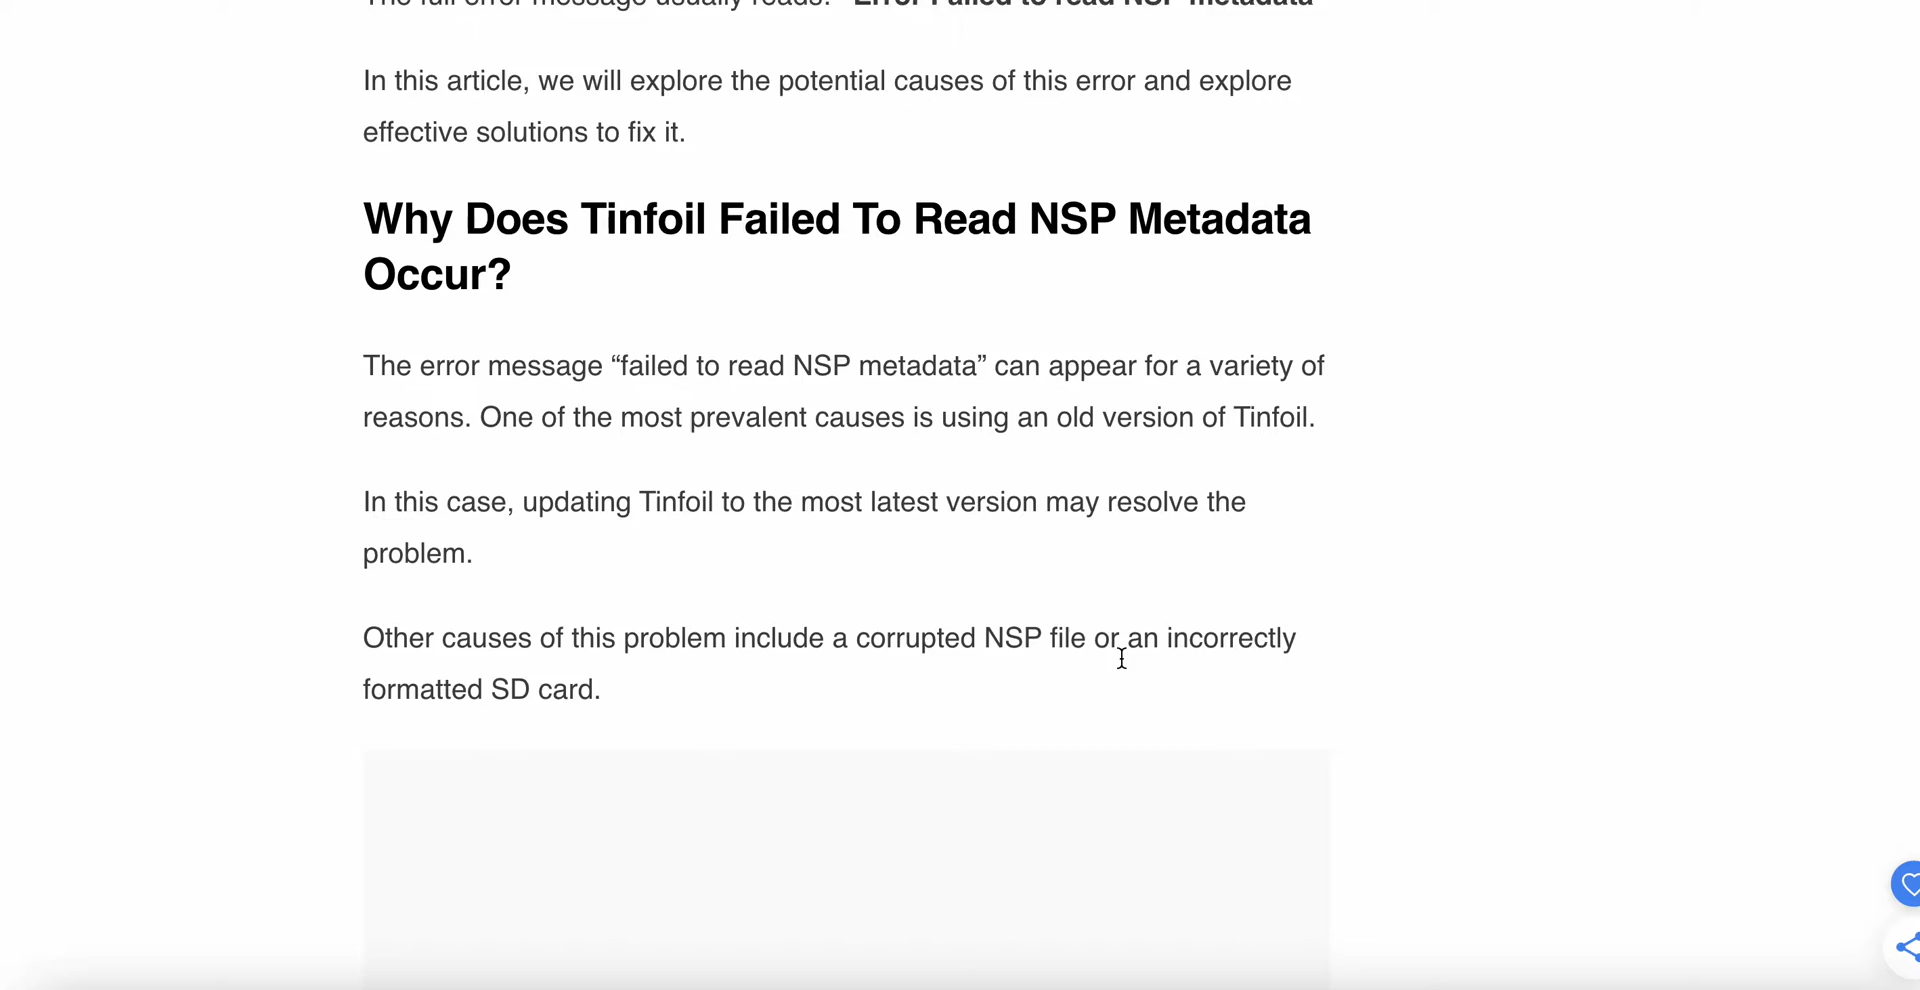 The full error message usually reads: “Error Failed to read NSP metadata
In this article, we will explore the potential causes of this error and explore
effective solutions to fix it.
Why Does Tinfoil Failed To Read NSP Metadata
Occur?
The error message “failed to read NSP metadata” can appear for a variety of
reasons. One of the most prevalent causes is using an old version of Tinfoil.
In this case, updating Tinfoil to the most latest version may resolve the
problem.
Other causes of this problem include a corrupted NSP file or an incorrectly
formatted SD card.